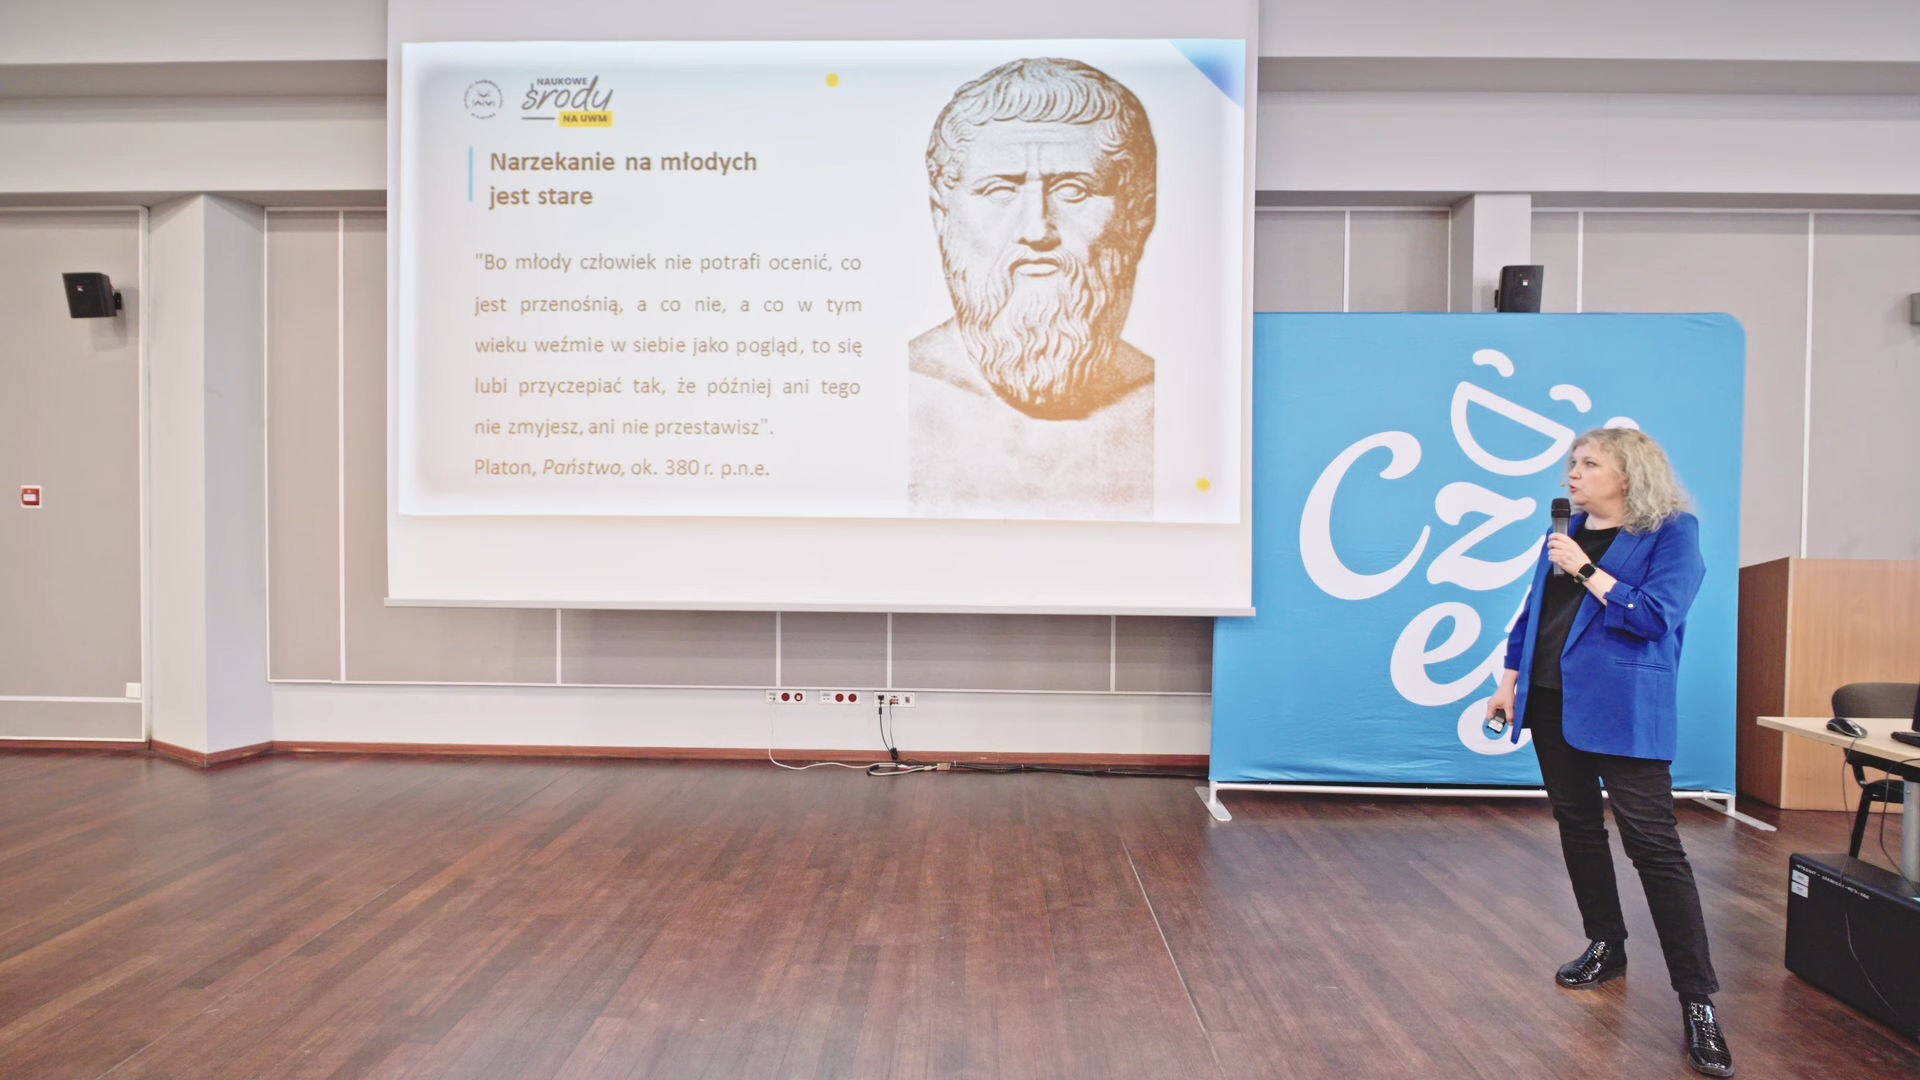 NAUKOWE
środy
NA UWM
Narzekanie na młodych
jest stare
"Bo młody człowiek nie potrafi ocenić, co
jest przenośnią, a co nie, a co w tym
wieku weźmie w siebie jako pogląd, to się
lubi przyczepiać tak, że później ani tego
nie zmyjesz, ani nie przestawisz".
Platon, Państwo, ok. 380 r. p.n.e.
Cz
eś